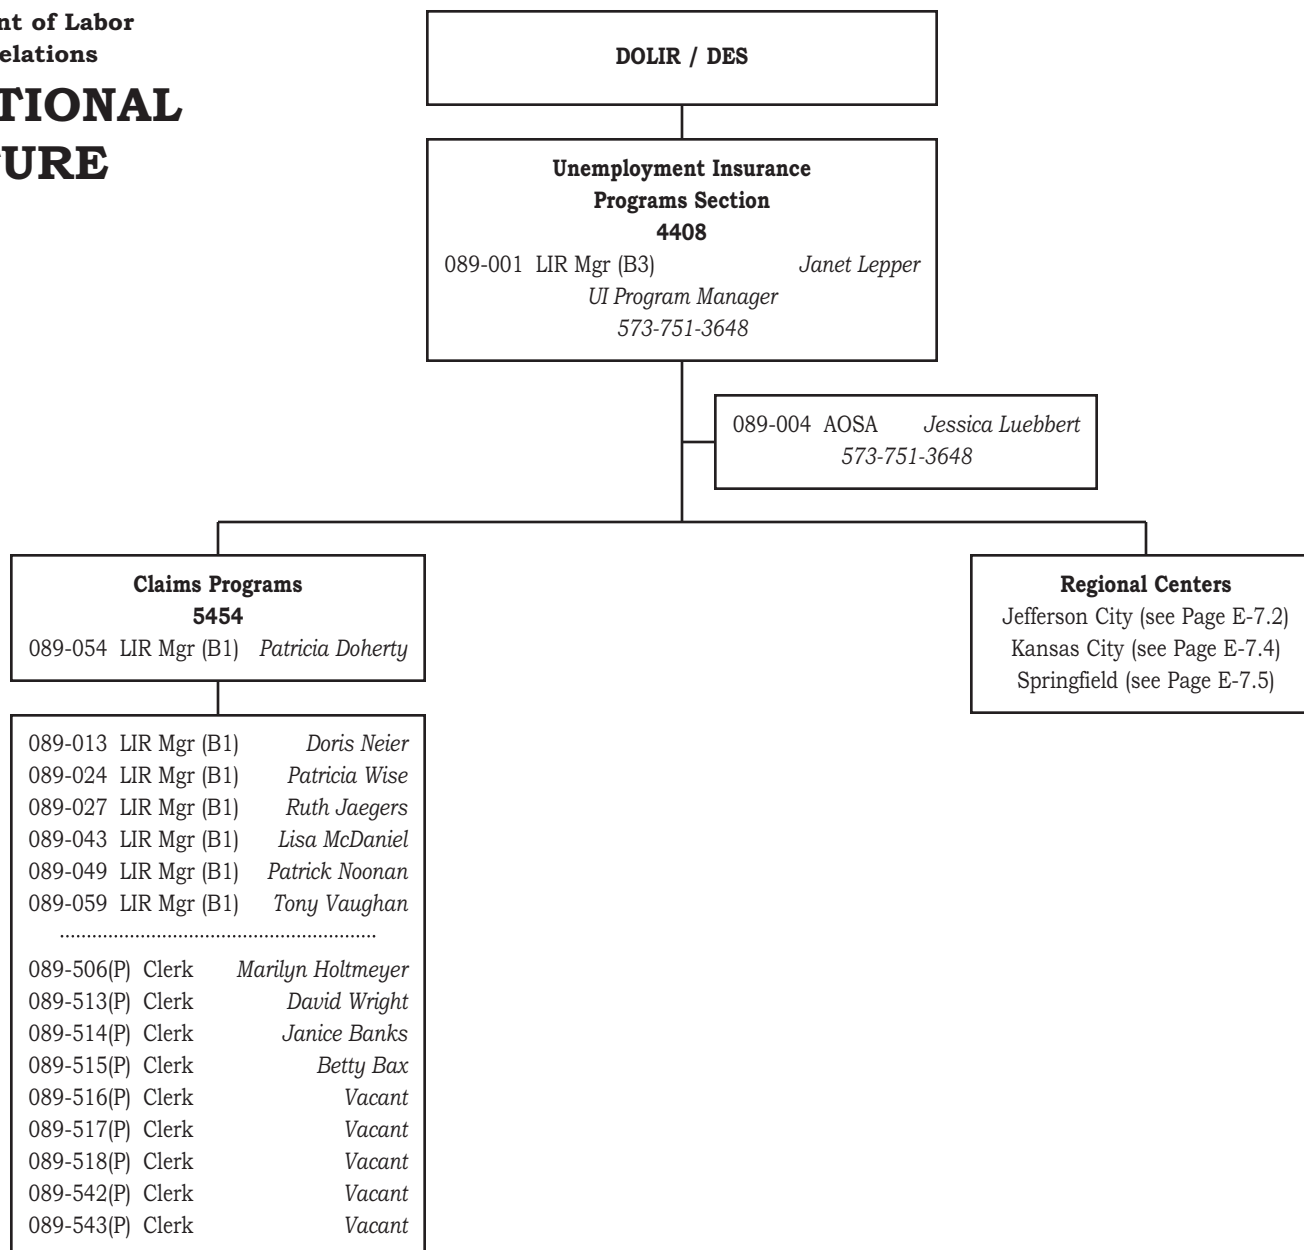 nt of Labor
elations
TIONAL
URE
DOLIR / DES
Unemployment Insurance
Programs Section
4408
089-001 LIR Mgr (B3) Janet Lepper
UI Program Manager
573-751-3648
089-004 AOSA Jessica Luebbert
573-751-3648
Claims Programs
5454
089-054 LIR Mgr (B1) Patricia Doherty
Regional Centers
Jefferson City (see Page E-7.2)
Kansas City (see Page E-7.4)
Springfield (see Page E-7.5)
089-013 LIR Mgr (B1) Doris Neier
089-024 LIR Mgr (B1) Patricia Wise
089-027 LIR Mgr (B1) Ruth Jaegers
089-043 LIR Mgr (B1) Lisa McDaniel
089-049 LIR Mgr (B1) Patrick Noonan
089-059 LIR Mgr (B1) Tony Vaughan
089-506(P) Clerk Marilyn Holtmeyer
089-513(P) Clerk David Wright
089-514(P) Clerk Janice Banks
089-515(P) Clerk Betty Bax
089-516(P) Clerk Vacant
089-517(P) Clerk Vacant
089-518(P) Clerk Vacant
089-542(P) Clerk Vacant
089-543(P) Clerk Vacant